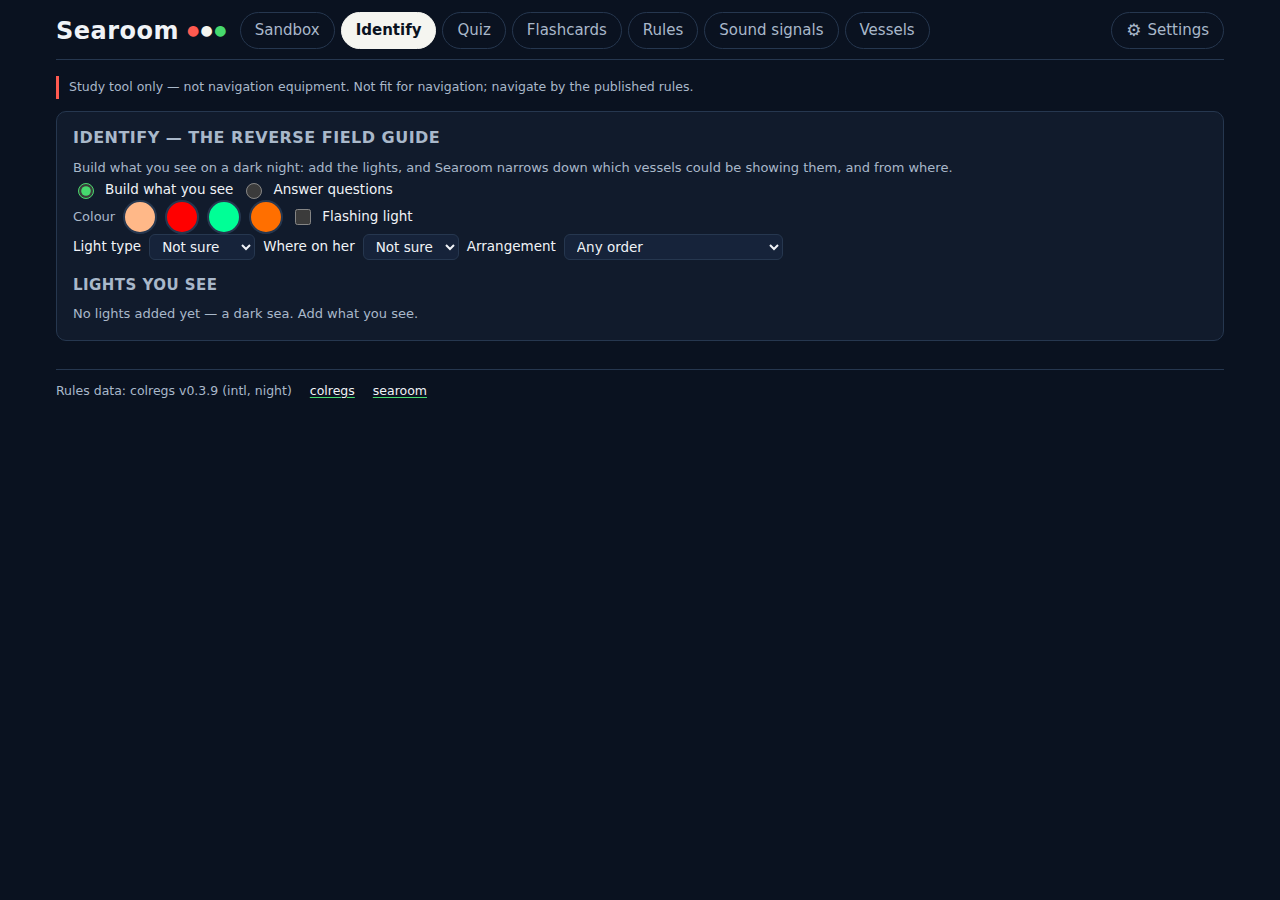 Searoom Sandbox Identify Quiz Flashcards Rules Sound signals Vessels ⚙ Settings
Study tool only — not navigation equipment. Not fit for navigation; navigate by the published rules.
IDENTIFY — THE REVERSE FIELD GUIDE
Build what you see on a dark night: add the lights, and Searoom narrows down which vessels could be showing them, and from where.
Build what you see Answer questions
Colour Flashing light
Light type Not sure Where on her Not sure Arrangement Any order
LIGHTS YOU SEE
No lights added yet — a dark sea. Add what you see.
Rules data: colregs v0.3.9 (intl, night) colregs searoom